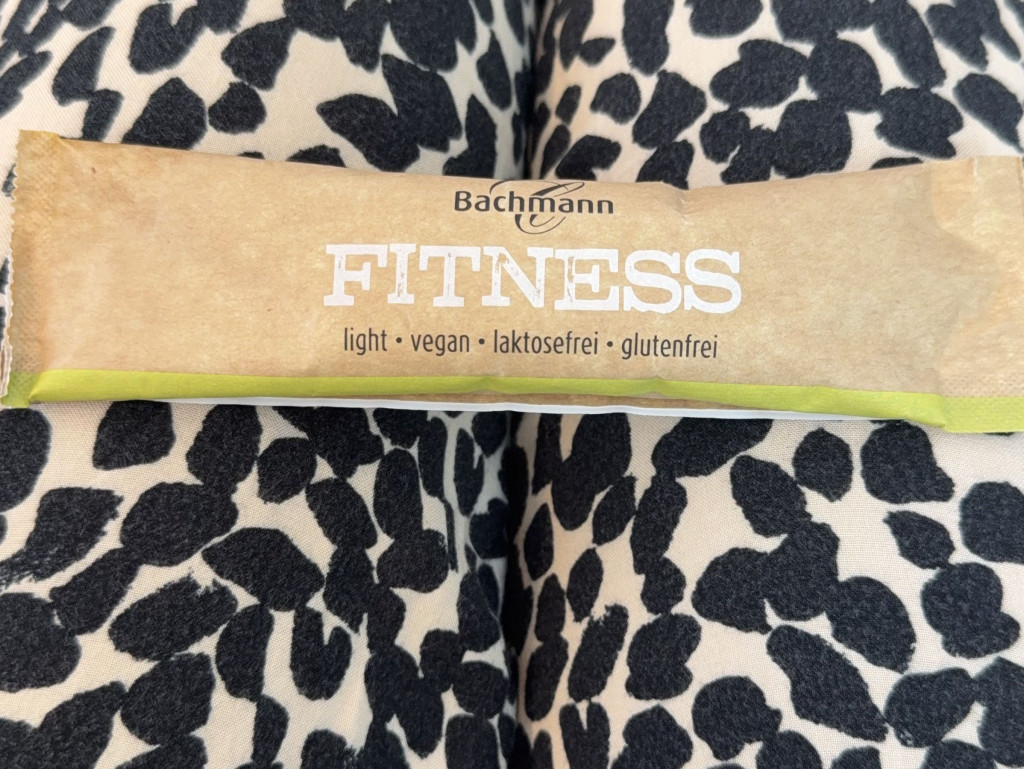 Bachmann
FITNESS
light • vegan • laktosefrei • glutenfrei